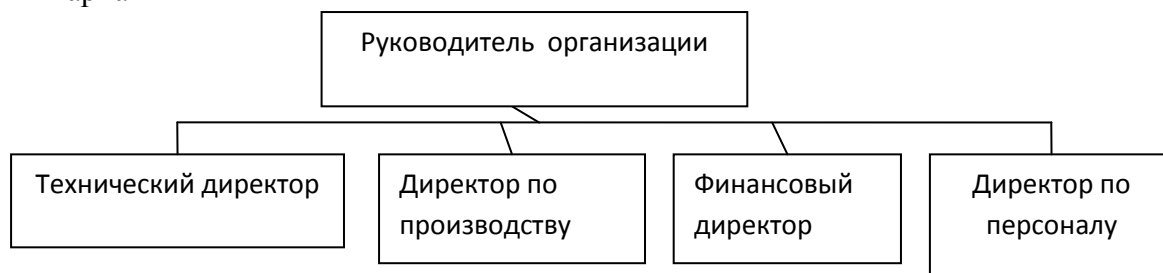 Руководитель организации
Технический директор
Директор по производству
Финансовый директор
Директор по персоналу